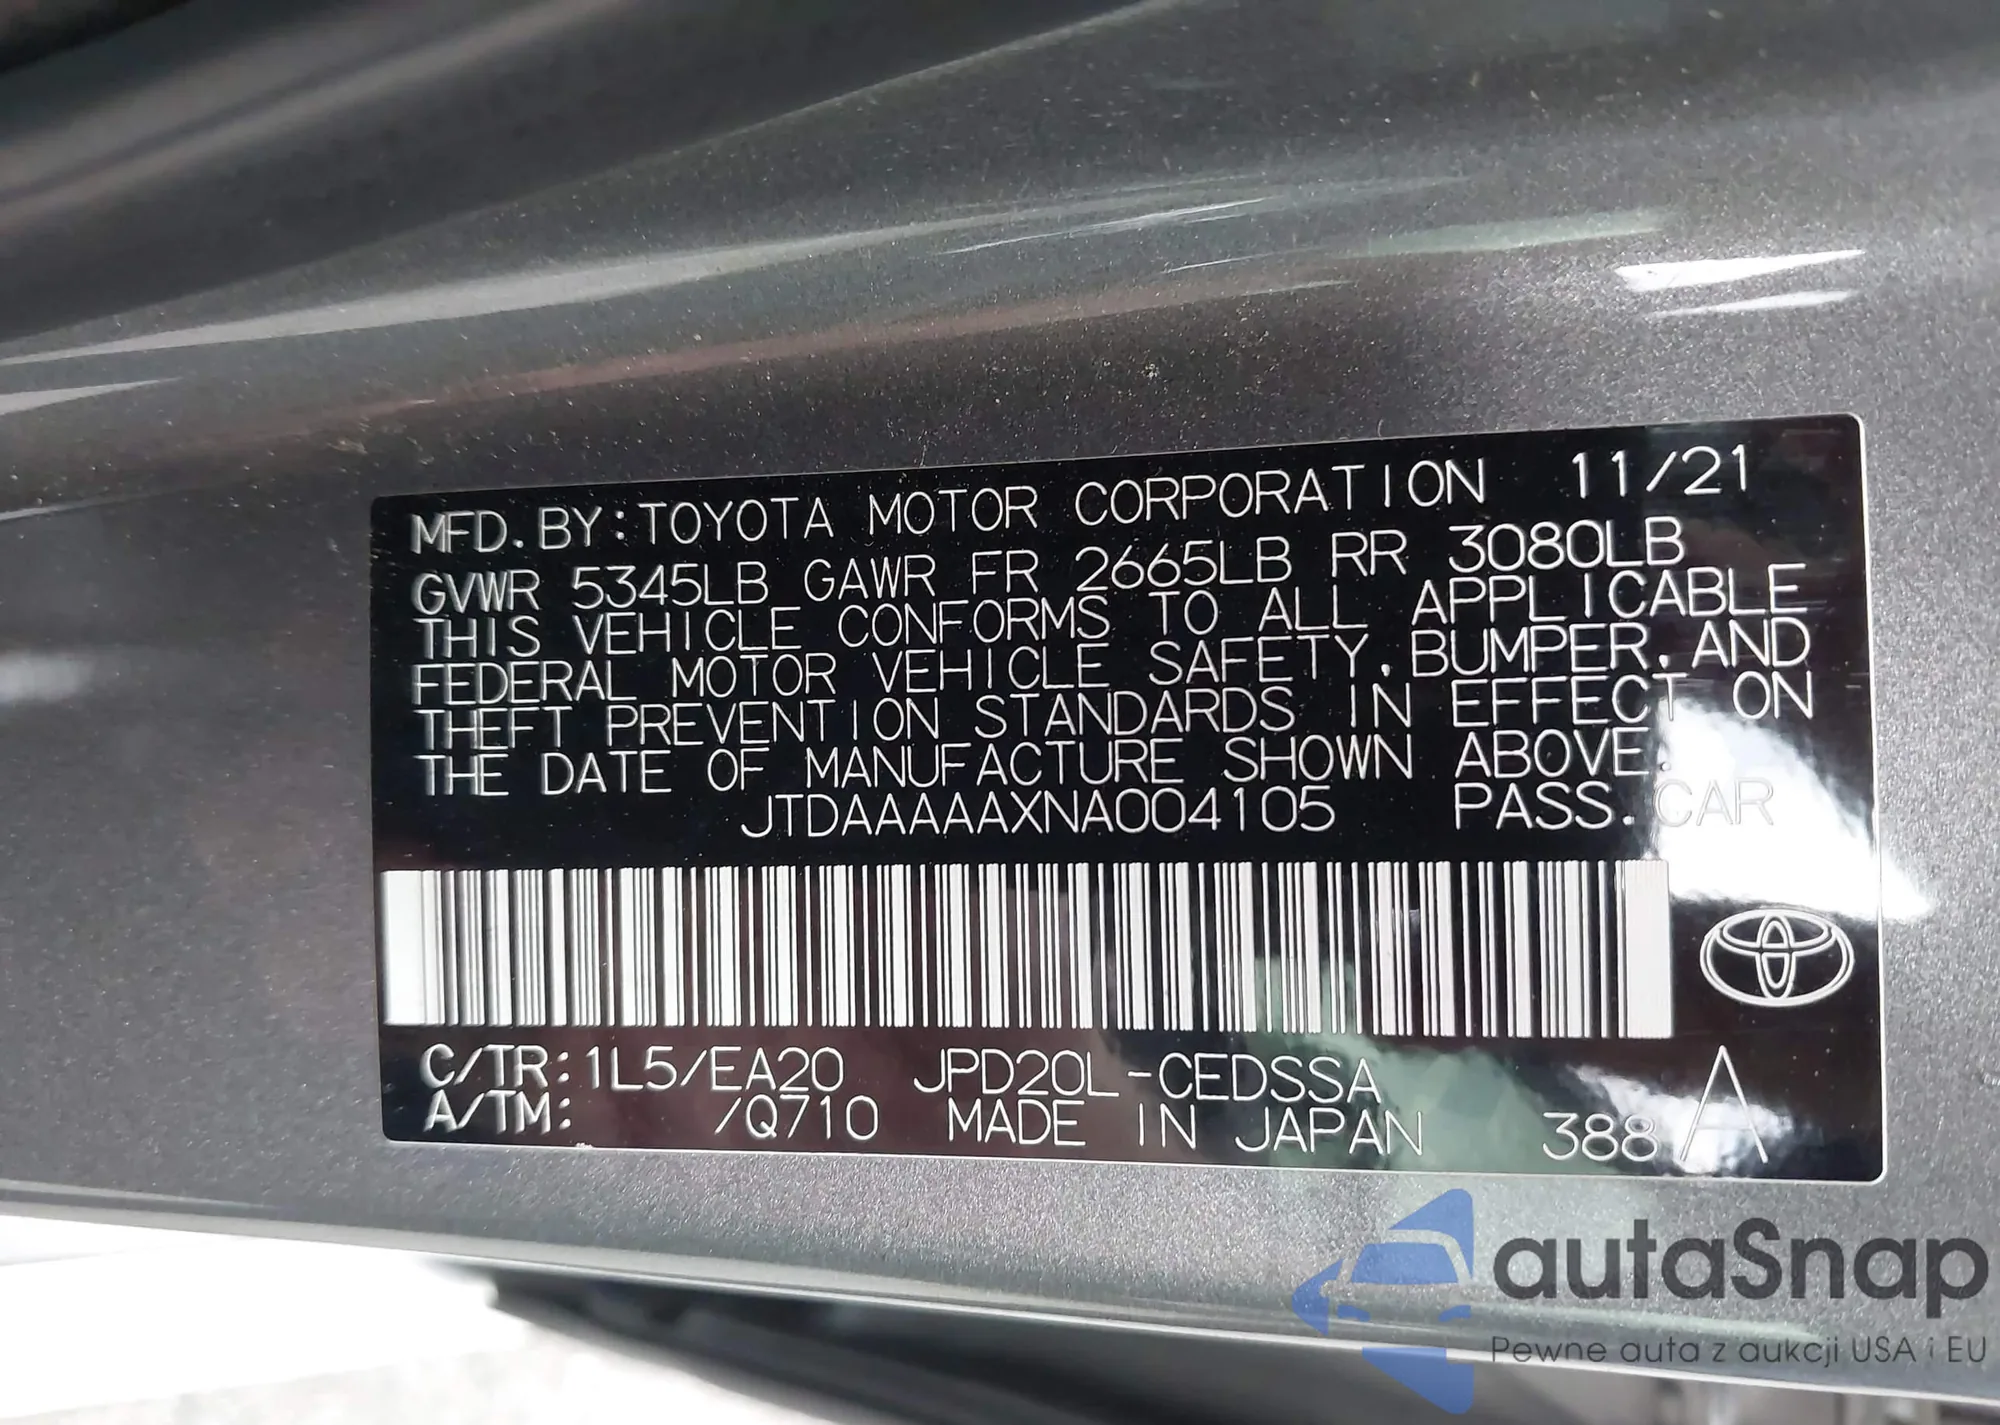 MFD. BY: TOYOTA MOTOR CORPORATION 11/21
GVWR 5345LB GAWR FR 2665LB RR 3080LB
THIS VEHICLE CONFORMS TO ALL APPLICABLE
FEDERAL MOTOR VEHICLE SAFETY, BUMPER, AND
THEFT PREVENTION STANDARDS IN EFFECT ON
THE DATE OF MANUFACTURE SHOWN ABOVE.
JTDAAAAAXNA004105 PASS. CAR
C/TR: 1L5/EA20 JPD20L-CEDSSA
A/TM: /Q710 MADE IN JAPAN 388 A
autaSnap
Pewne auta z aukcji USA i EU